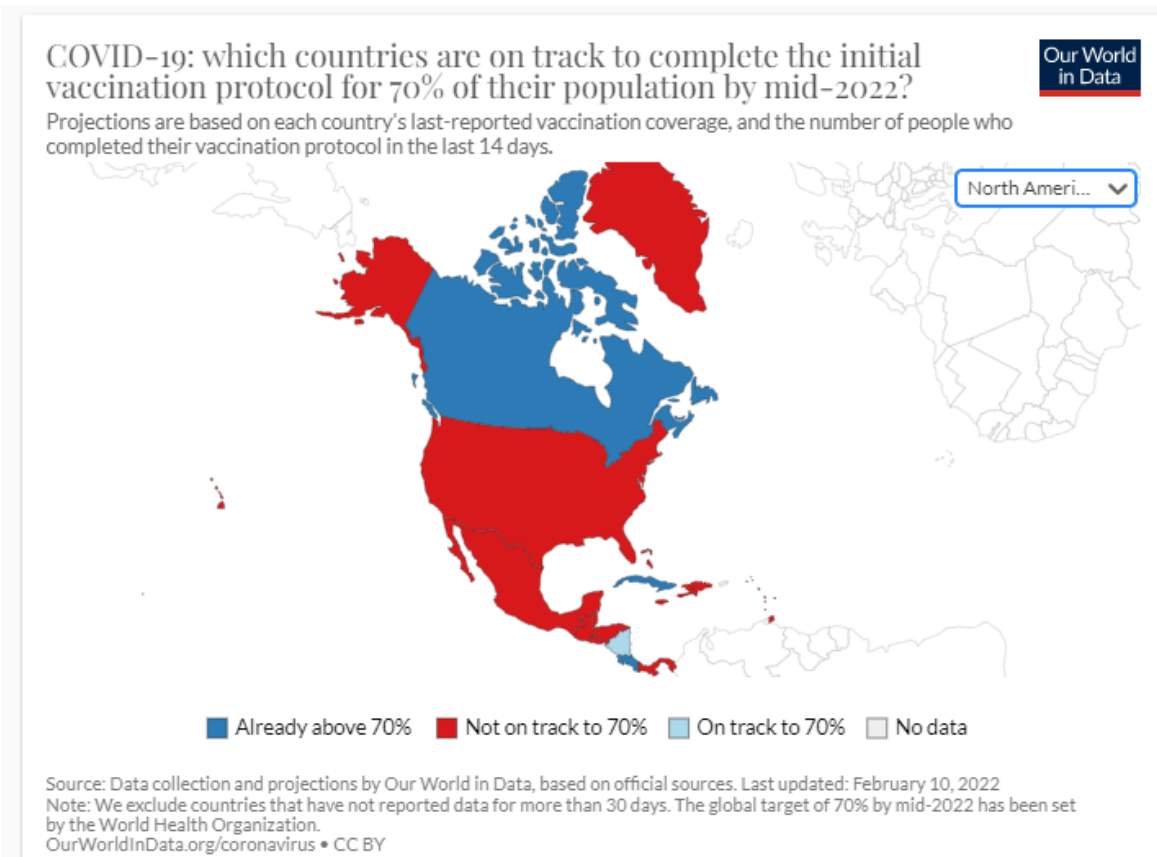 COVID-19: which countries are on track to complete the initial
vaccination protocol for 70% of their population by mid-2022?
Our World
in Data
Projections are based on each country's last-reported vaccination coverage, and the number of people who
completed their vaccination protocol in the last 14 days.
North Ameri...
Already above 70%
Not on track to 70%
On track to 70%
No data
Source: Data collection and projections by Our World in Data, based on official sources. Last updated: February 10, 2022
Note: We exclude countries that have not reported data for more than 30 days. The global target of 70% by mid-2022 has been set
by the World Health Organization.
OurWorldInData.org/coronavirus • CC BY